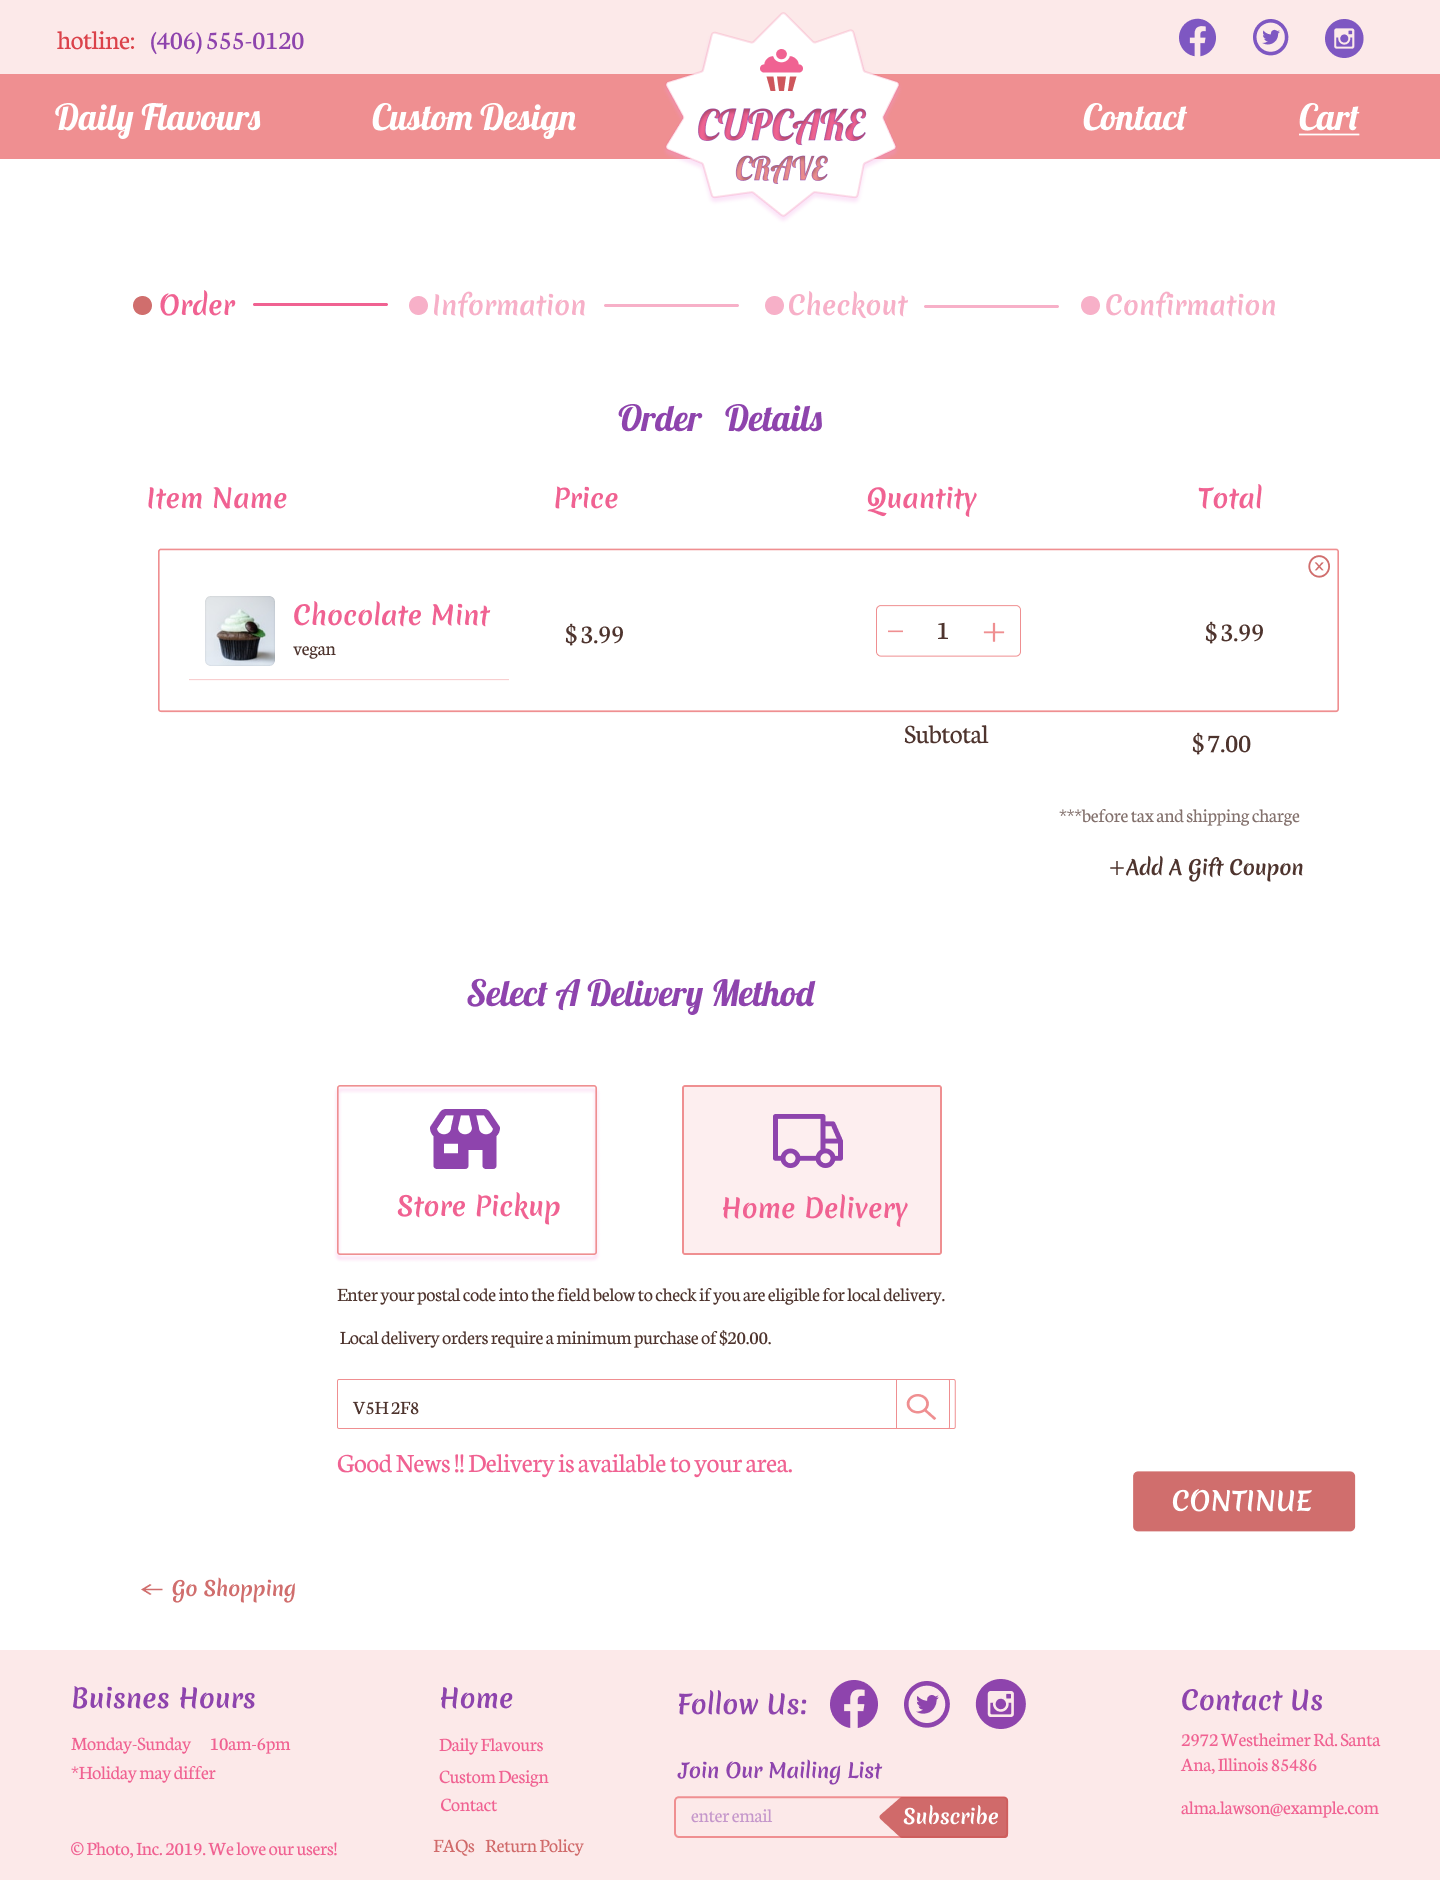 hotline: (406) 555-0120
Daily Flavours Custom Design Contact Cart
CUPCAKE
CRAVE
Order Information Checkout Confirmation
Order Details
Item Name Price Quantity Total
Chocolate Mint
vegan
$ 3.99 1 $ 3.99
Subtotal $ 7.00
***before tax and shipping charge
+Add A Gift Coupon
Select A Delivery Method
Store Pickup Home Delivery
Enter your postal code into the field below to check if you are eligible for local delivery.
Local delivery orders require a minimum purchase of $20.00.
V5H 2F8
Good News !! Delivery is available to your area.
CONTINUE
← Go Shopping
Buisnes Hours
Monday-Sunday 10am-6pm
*Holiday may differ
© Photo, Inc. 2019. We love our users!
Home
Daily Flavours
Custom Design
Contact
FAQs Return Policy
Follow Us:
Join Our Mailing List
enter email Subscribe
Contact Us
2972 Westheimer Rd. Santa
Ana, Illinois 85486
alma.lawson@example.com